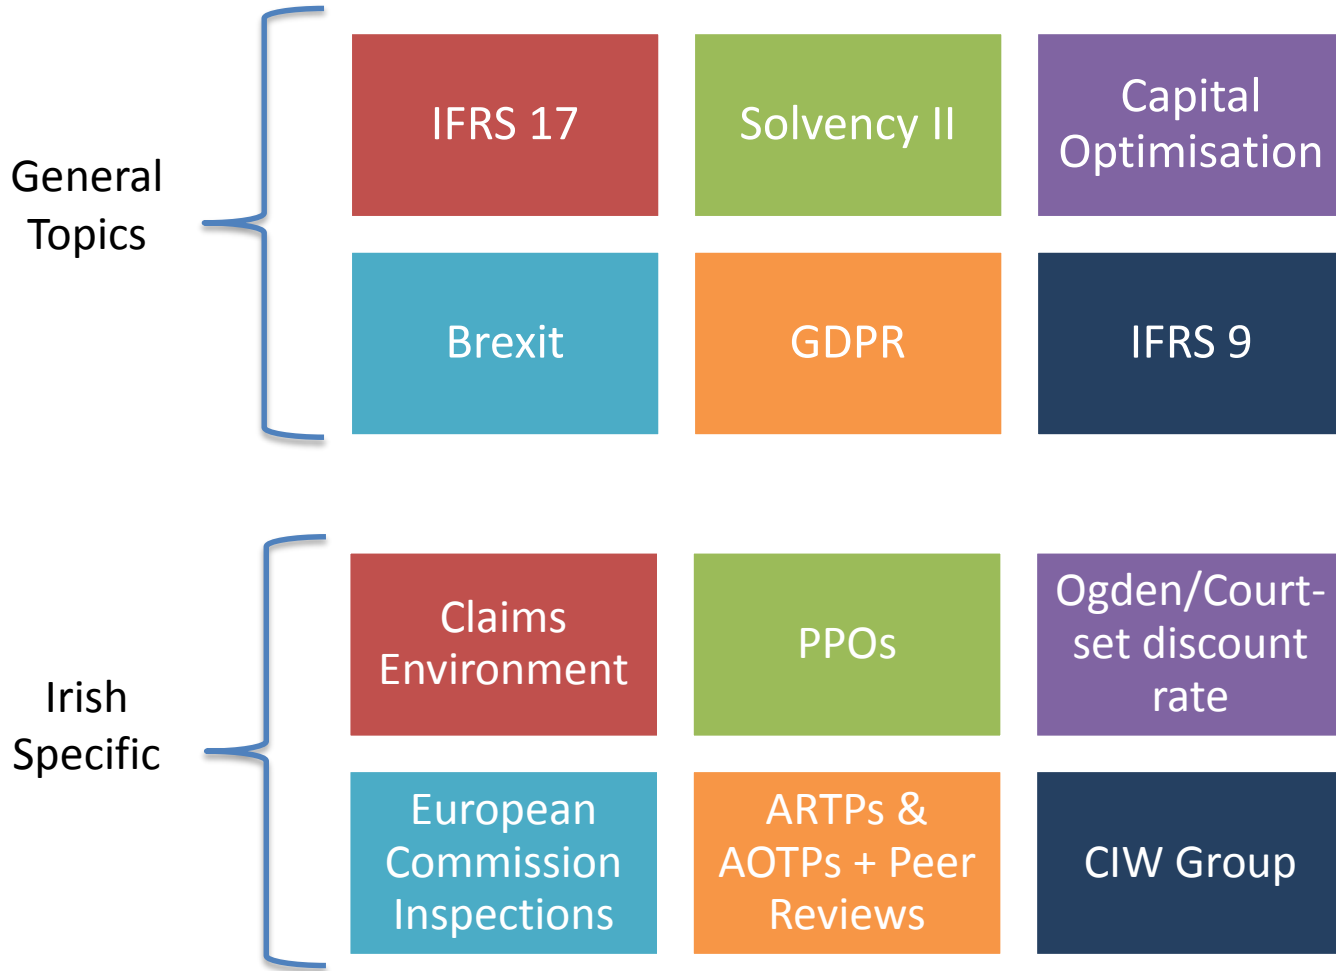 General
Topics
IFRS 17
Solvency II
Capital
Optimisation
Brexit
GDPR
IFRS 9
Irish
Specific
Claims
Environment
PPOs
Ogden/Court-
set discount
rate
European
Commission
Inspections
ARTPs &
AOTPs + Peer
Reviews
CIW Group